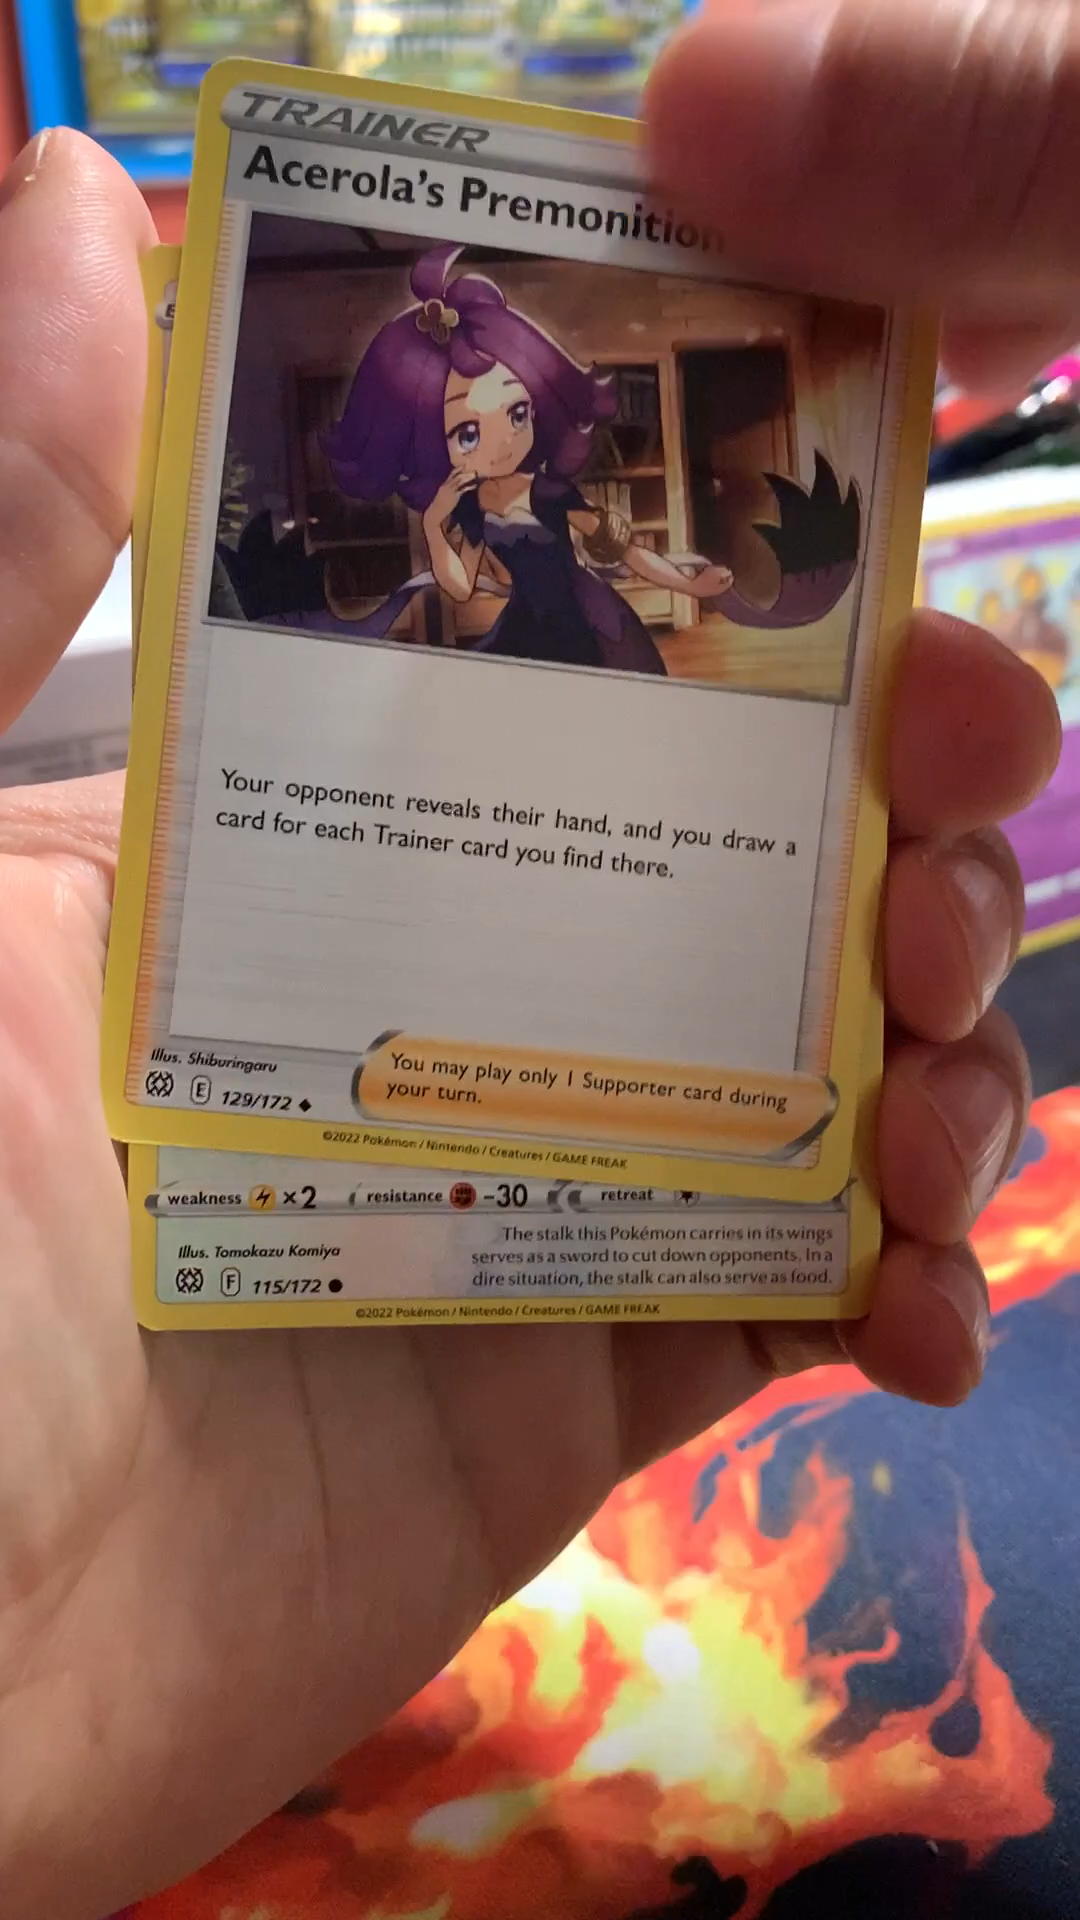 TRAINER
Acerola's Premonition
Your opponent reveals their hand, and you draw a
card for each Trainer card you find there.
Illus. Shiburingaru
E 129/172
You may play only 1 Supporter card during
your turn.
©2022 Pokémon / Nintendo / Creatures / GAME FREAK
weakness ×2 resistance -30 retreat
Illus. Tomokazu Komiya
F 115/172
The stalk this Pokémon carries in its wings
serves as a sword to cut down opponents. In a
dire situation, the stalk can also serve as food.
©2022 Pokémon / Nintendo / Creatures / GAME FREAK